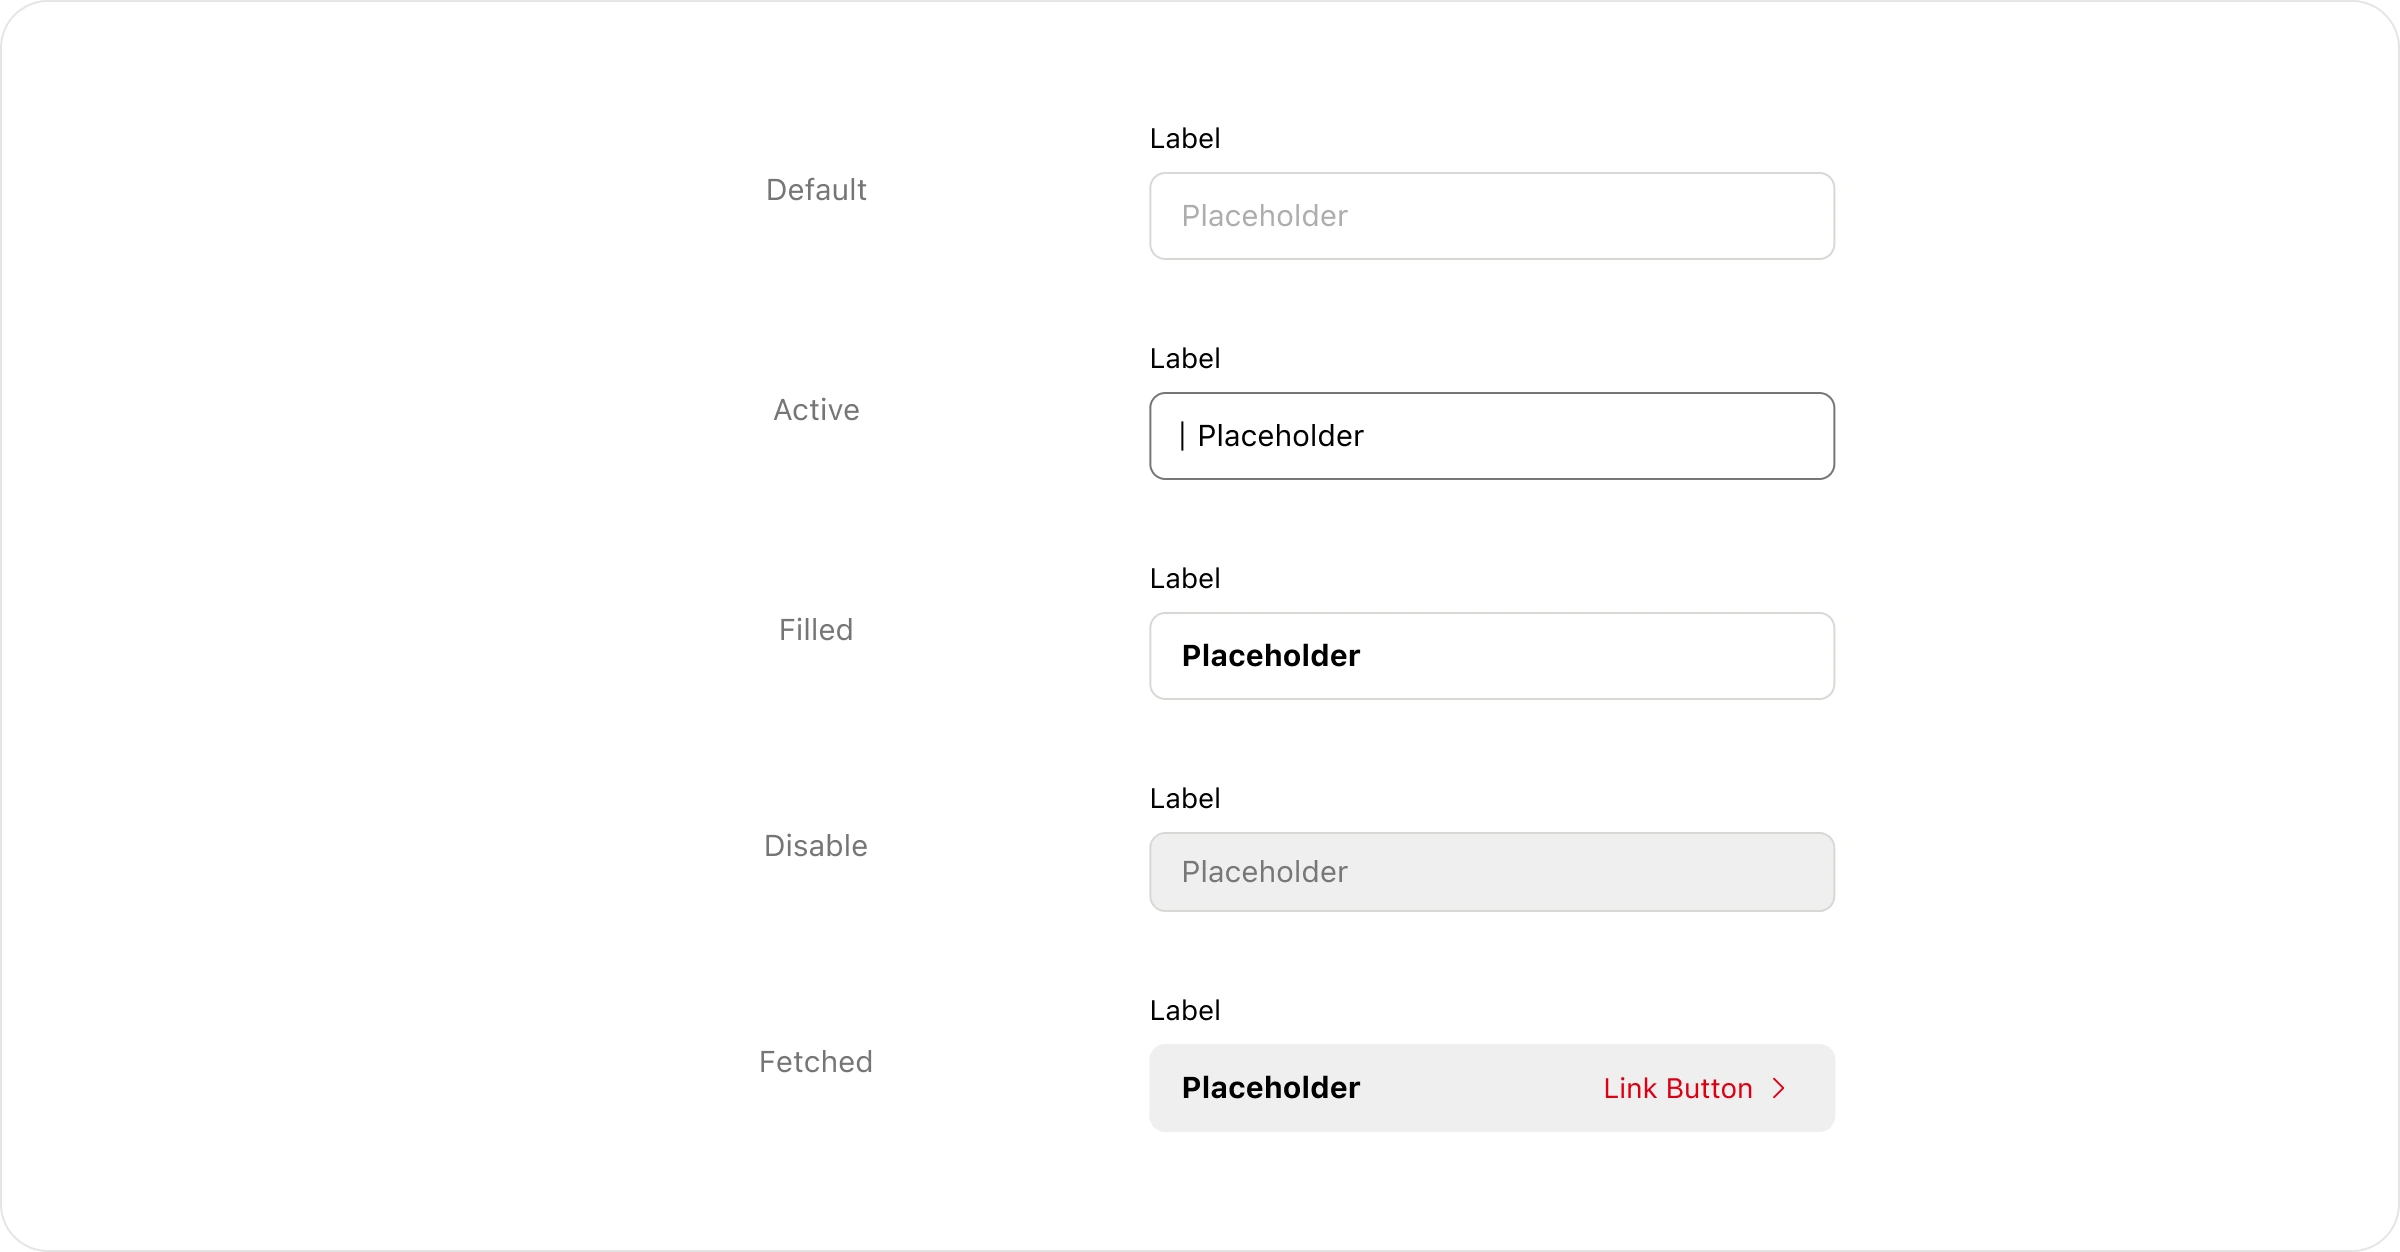 Label
Default
Placeholder
Label
Active
| Placeholder
Label
Filled
Placeholder
Label
Disable
Placeholder
Label
Fetched
Placeholder Link Button >